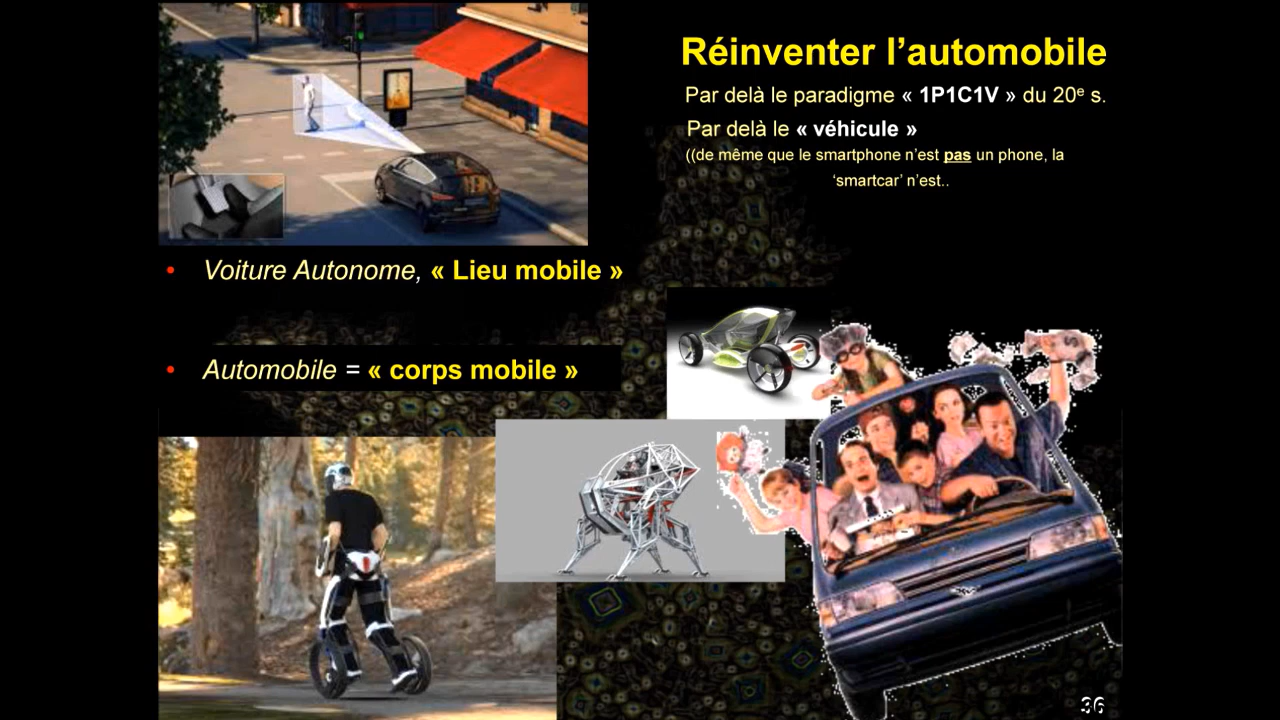 Réinventer l’automobile
Par delà le paradigme « 1P1C1V » du 20e s.
Par delà le « véhicule »
((de même que le smartphone n’est pas un phone, la
‘smartcar’ n’est..
• Voiture Autonome, « Lieu mobile »
• Automobile = « corps mobile »
36